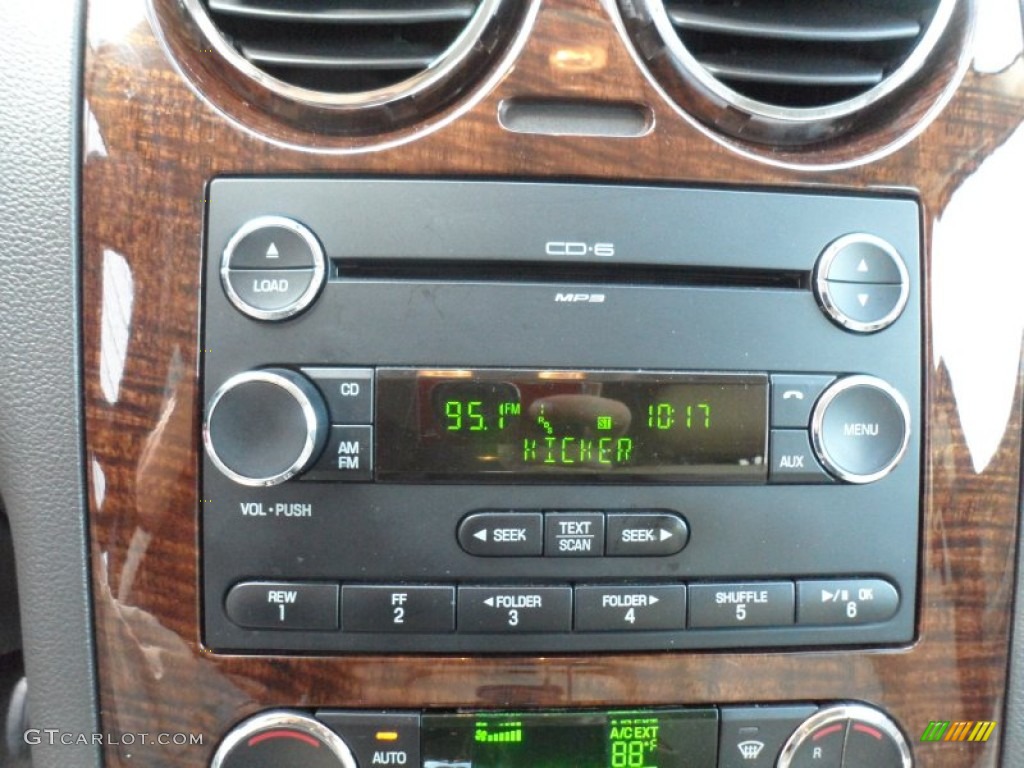 CD·6
LOAD
MP3
CD
95.1 FM RDS ST 10:17
KICKER
MENU
AM
FM
AUX
VOL·PUSH
◄ SEEK TEXT SCAN SEEK ►
REW FF ◄FOLDER FOLDER► SHUFFLE ►/II OK
1 2 3 4 5 6
AUTO
A/C EXT
88°F
R
GTCARLOT.COM